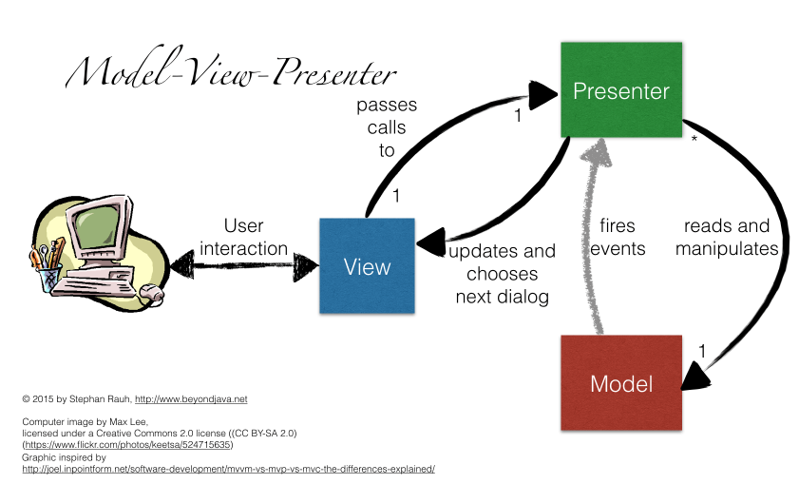 Model-View-Presenter
passes
calls
to
1
1
Presenter
*
User
interaction
View
updates and
chooses
next dialog
fires
events
reads and
manipulates
1
Model
© 2015 by Stephan Rauh, http://www.beyondjava.net
Computer image by Max Lee,
licensed under a Creative Commons 2.0 license ((CC BY-SA 2.0)
(https://www.flickr.com/photos/keetsa/524715635)
Graphic inspired by
http://joel.inpointform.net/software-development/mvvm-vs-mvp-vs-mvc-the-differences-explained/